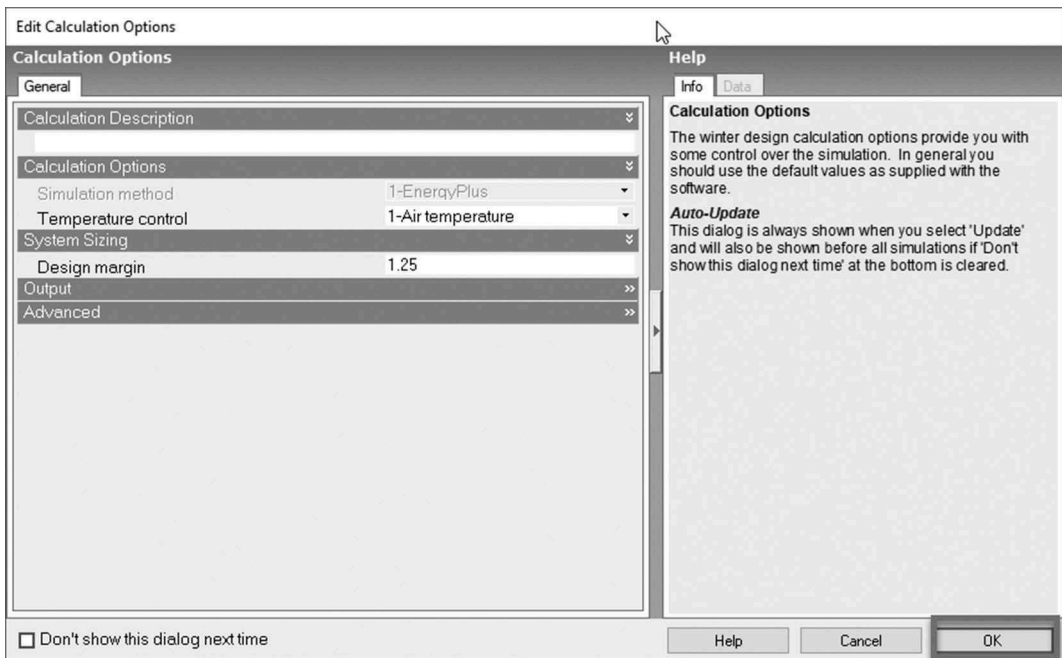 Edit Calculation Options
Calculation Options
General
Calculation Description
Calculation Options
Simulation method 1-EnergyPlus
Temperature control 1-Air temperature
System Sizing
Design margin 1.25
Output
Advanced
Help
Info Data
Calculation Options
The winter design calculation options provide you with
some control over the simulation. In general you
should use the default values as supplied with the
software.
Auto-Update
This dialog is always shown when you select 'Update'
and will also be shown before all simulations if 'Don't
show this dialog next time' at the bottom is cleared.
Don't show this dialog next time
Help Cancel OK